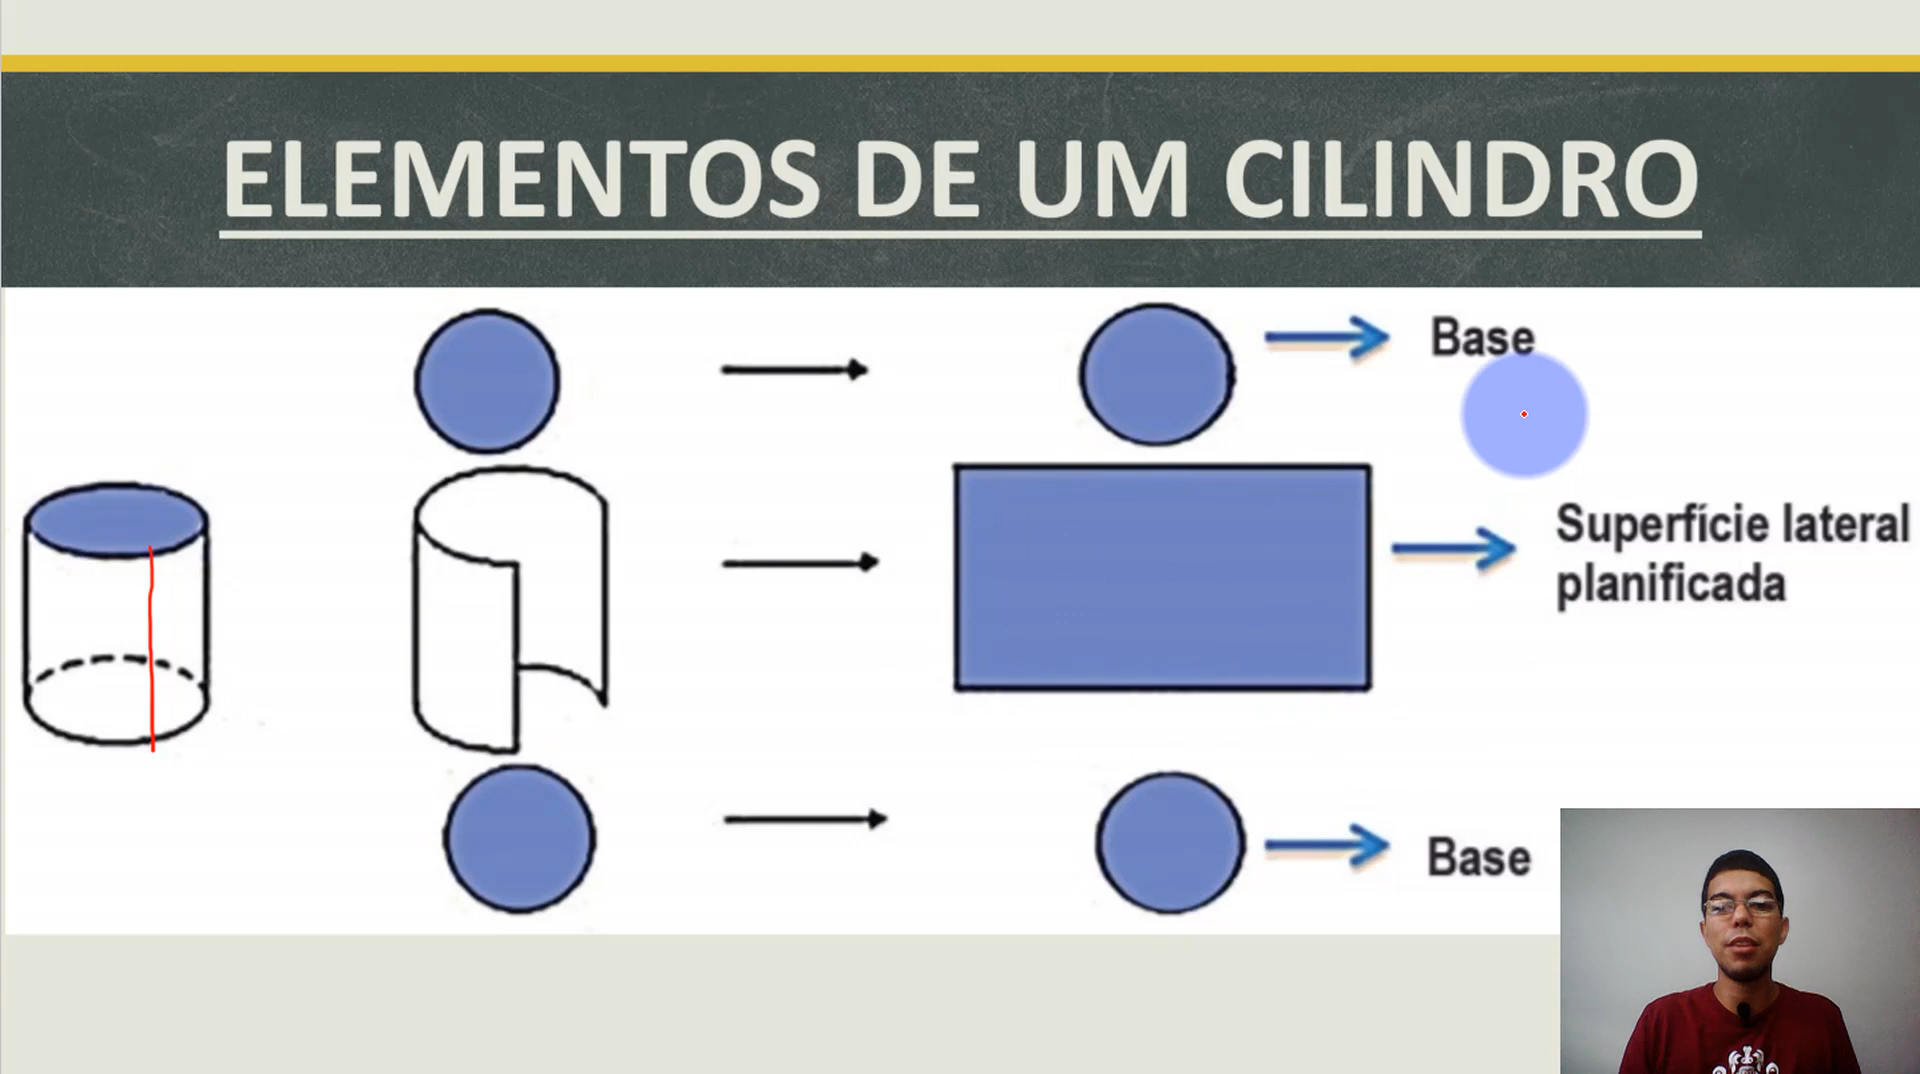 ELEMENTOS DE UM CILINDRO
Base
Superfície lateral
planificada
Base